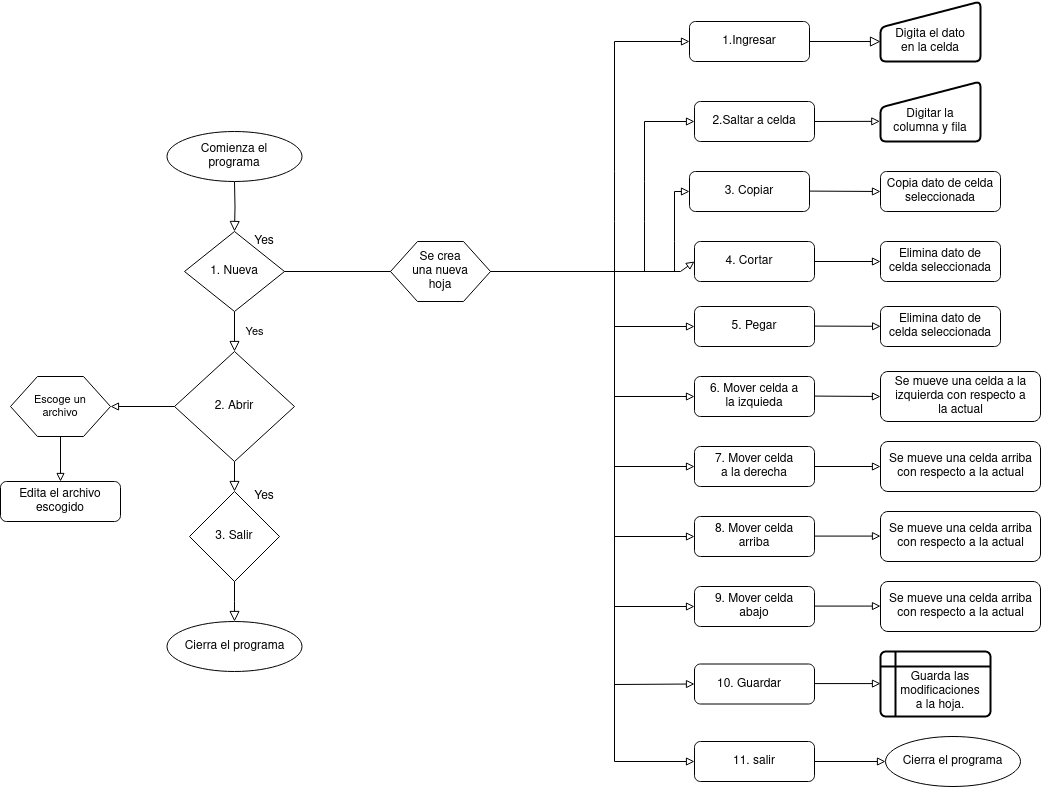 Comienza el
programa
Yes
1. Nueva
Yes
2. Abrir
Escoge un
archivo
Edita el archivo
escogido
Yes
3. Salir
Cierra el programa
Se crea
una nueva
hoja
1.Ingresar
Digita el dato
en la celda
2.Saltar a celda
Digitar la
columna y fila
3. Copiar
Copia dato de celda
seleccionada
4. Cortar
Elimina dato de
celda seleccionada
5. Pegar
Elimina dato de
celda seleccionada
6. Mover celda a
la izquieda
Se mueve una celda a la
izquierda con respecto a
la actual
7. Mover celda
a la derecha
Se mueve una celda arriba
con respecto a la actual
8. Mover celda
arriba
Se mueve una celda arriba
con respecto a la actual
9. Mover celda
abajo
Se mueve una celda arriba
con respecto a la actual
10. Guardar
Guarda las
modificaciones
a la hoja.
11. salir
Cierra el programa